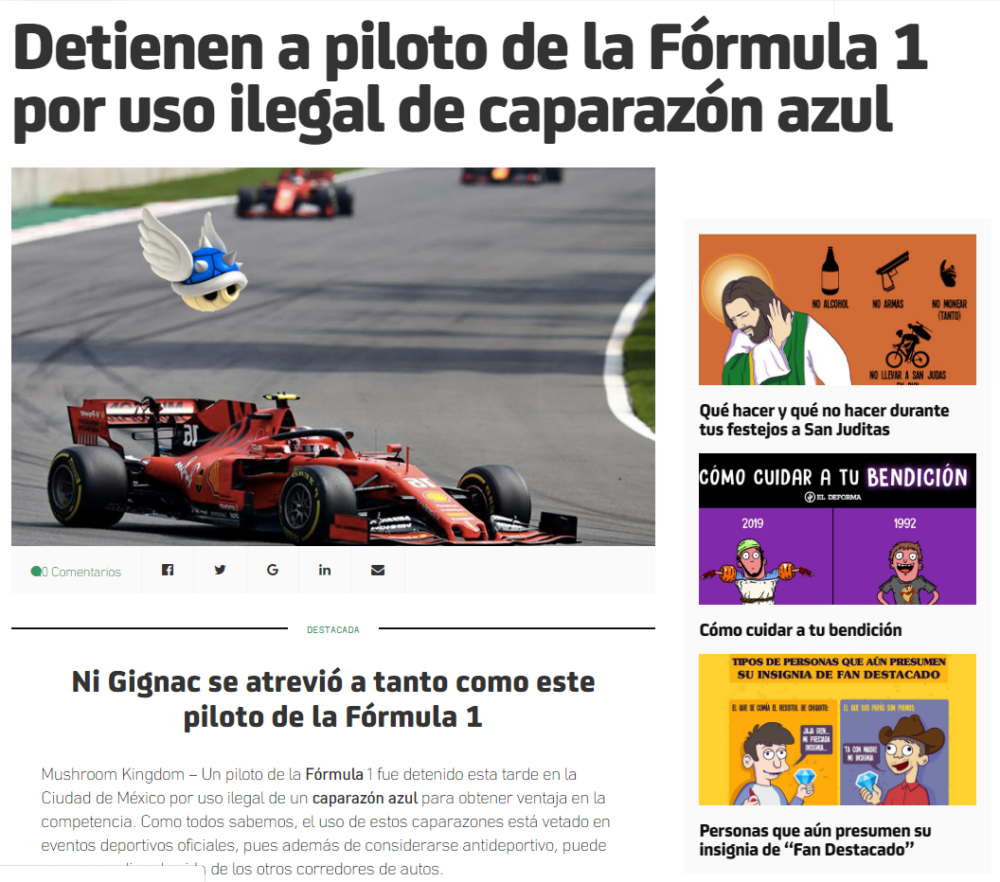 Detienen a piloto de la Fórmula 1
por uso ilegal de caparazón azul
16
16
0 Comentarios
DESTACADA
Ni Gignac se atrevió a tanto como este
piloto de la Fórmula 1
Mushroom Kingdom – Un piloto de la Fórmula 1 fue detenido esta tarde en la
Ciudad de México por uso ilegal de un caparazón azul para obtener ventaja en la
competencia. Como todos sabemos, el uso de estos caparazones está vetado en
eventos deportivos oficiales, pues además de considerarse antideportivo, puede
de los otros corredores de autos.
NO ALCOHOL
NO ARMAS
NO MONEAR
(TANTO)
NO LLEVAR A SAN JUDAS
Qué hacer y qué no hacer durante
tus festejos a San Juditas
CÓMO CUIDAR A TU BENDICIÓN
EL DEFORMA
2019
1992
Cómo cuidar a tu bendición
TIPOS DE PERSONAS QUE AÚN PRESUMEN
SU INSIGNIA DE FAN DESTACADO
EL QUE SE COMÍA EL RESISTOL DE CHIQUITO:
JAJA IREN...
MI PRECIADA
INSIGNIA...
EL QUE SUS PAPÁS SON PRIMOS:
TA CON MADRE
MI INSIGNIA
Personas que aún presumen su
insignia de “Fan Destacado”